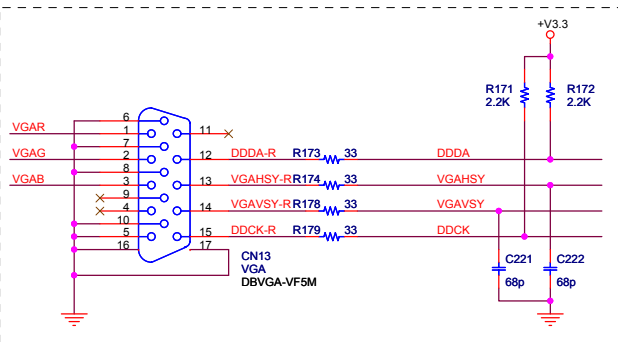 +V3.3
R171 R172
2.2K 2.2K
6
VGAR 1 11
7
VGAG 2 12 DDDA-R R173 33 DDDA
8
VGAB 3 13 VGAHSY-R R174 33 VGAHSY
9
4 14 VGAVSY-R R178 33 VGAVSY
10
5 15 DDCK-R R179 33 DDCK
16 17
CN13
VGA
DBVGA-VF5M
C221 C222
68p 68p